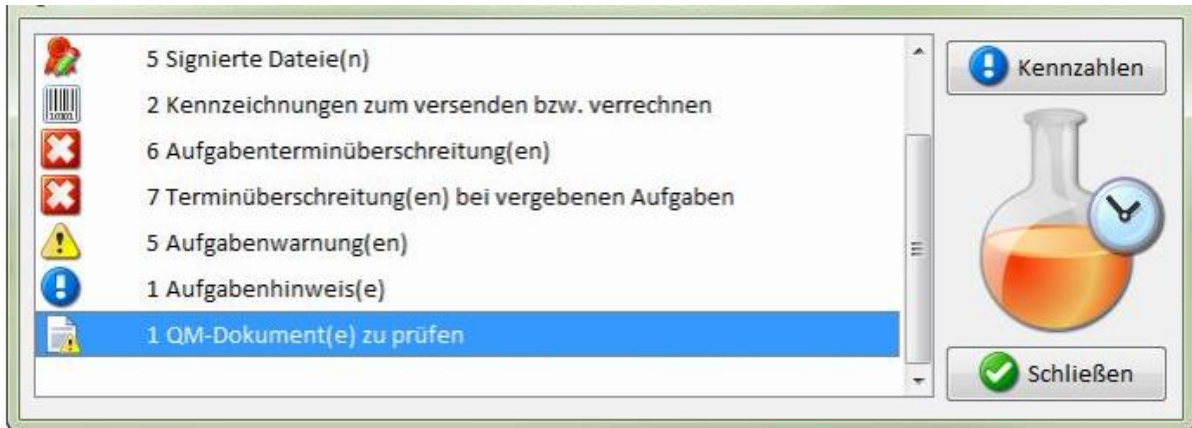 5 Signierte Dateie(n)
2 Kennzeichnungen zum versenden bzw. verrechnen
6 Aufgabenterminüberschreitung(en)
7 Terminüberschreitung(en) bei vergebenen Aufgaben
5 Aufgabenwarnung(en)
1 Aufgabenhinweis(e)
1 QM-Dokument(e) zu prüfen
Kennzahlen
Schließen